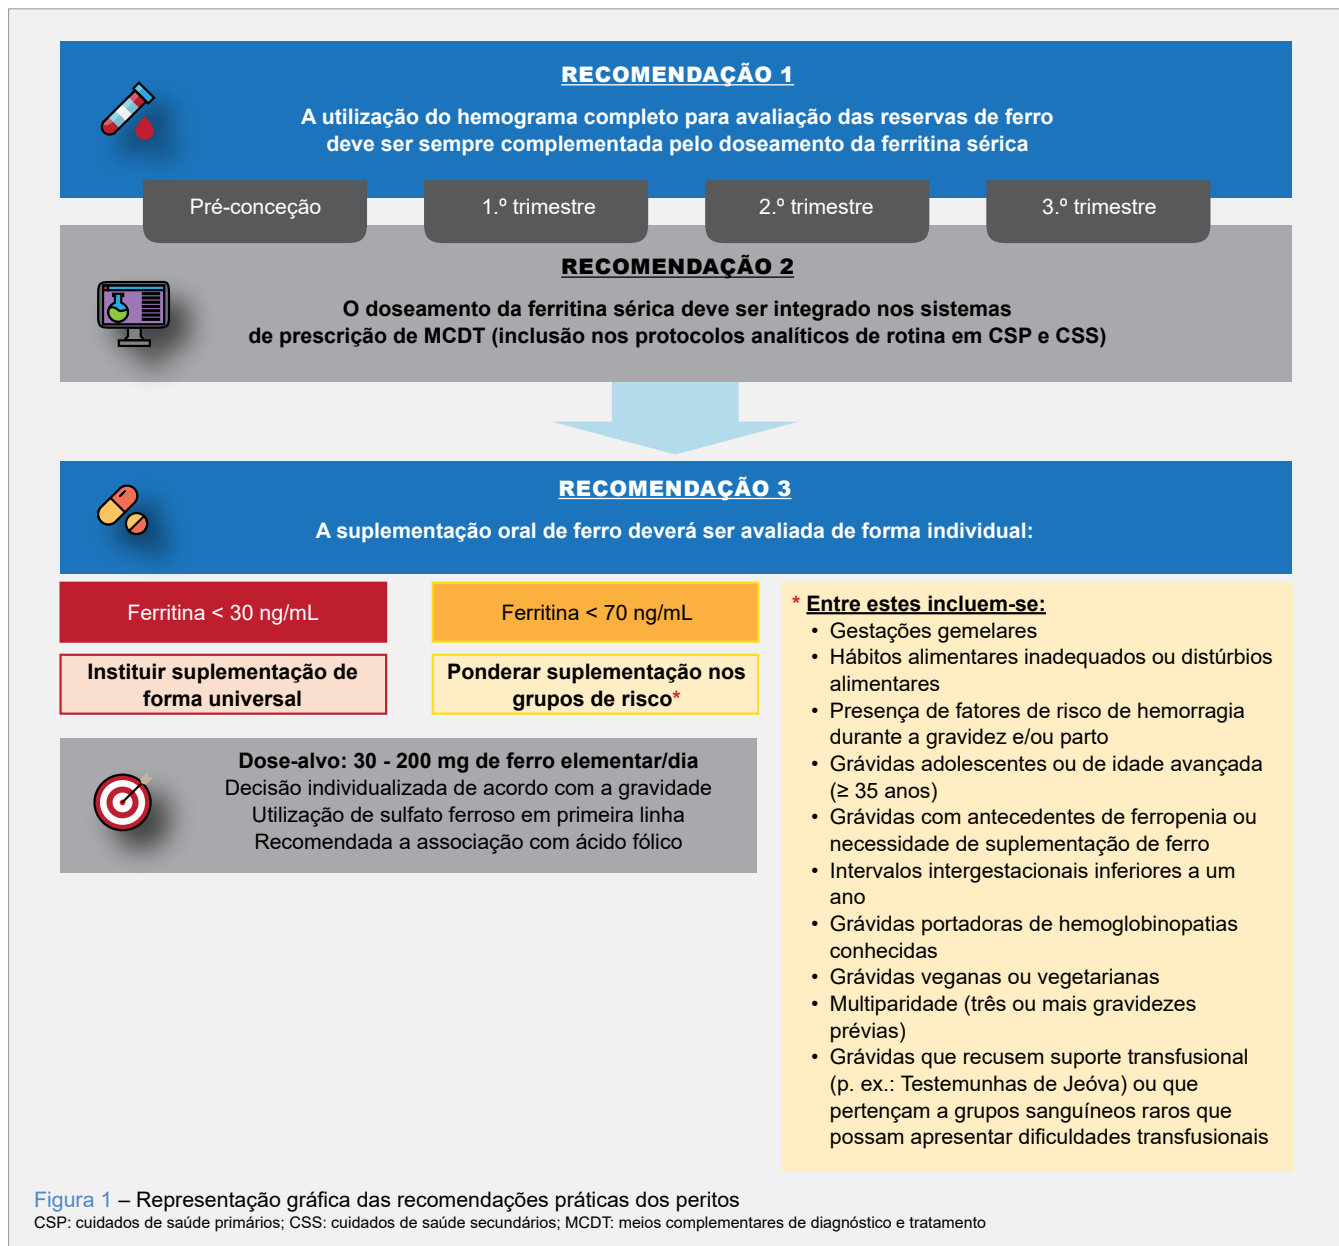 RECOMENDAÇÃO 1
A utilização do hemograma completo para avaliação das reservas de ferro
deve ser sempre complementada pelo doseamento da ferritina sérica
Pré-conceção
1.º trimestre
2.º trimestre
3.º trimestre
RECOMENDAÇÃO 2
O doseamento da ferritina sérica deve ser integrado nos sistemas
de prescrição de MCDT (inclusão nos protocolos analíticos de rotina em CSP e CSS)
RECOMENDAÇÃO 3
A suplementação oral de ferro deverá ser avaliada de forma individual:
Ferritina < 30 ng/mL
Instituir suplementação de
forma universal
Ferritina < 70 ng/mL
Ponderar suplementação nos
grupos de risco*
Dose-alvo: 30 - 200 mg de ferro elementar/dia
Decisão individualizada de acordo com a gravidade
Utilização de sulfato ferroso em primeira linha
Recomendada a associação com ácido fólico
* Entre estes incluem-se:
• Gestações gemelares
• Hábitos alimentares inadequados ou distúrbios
alimentares
• Presença de fatores de risco de hemorragia
durante a gravidez e/ou parto
• Grávidas adolescentes ou de idade avançada
(≥ 35 anos)
• Grávidas com antecedentes de ferropenia ou
necessidade de suplementação de ferro
• Intervalos intergestacionais inferiores a um
ano
• Grávidas portadoras de hemoglobinopatias
conhecidas
• Grávidas veganas ou vegetarianas
• Multiparidade (três ou mais gravidezes
prévias)
• Grávidas que recusem suporte transfusional
(p. ex.: Testemunhas de Jeóva) ou que
pertençam a grupos sanguíneos raros que
possam apresentar dificuldades transfusionais
Figura 1 – Representação gráfica das recomendações práticas dos peritos
CSP: cuidados de saúde primários; CSS: cuidados de saúde secundários; MCDT: meios complementares de diagnóstico e tratamento